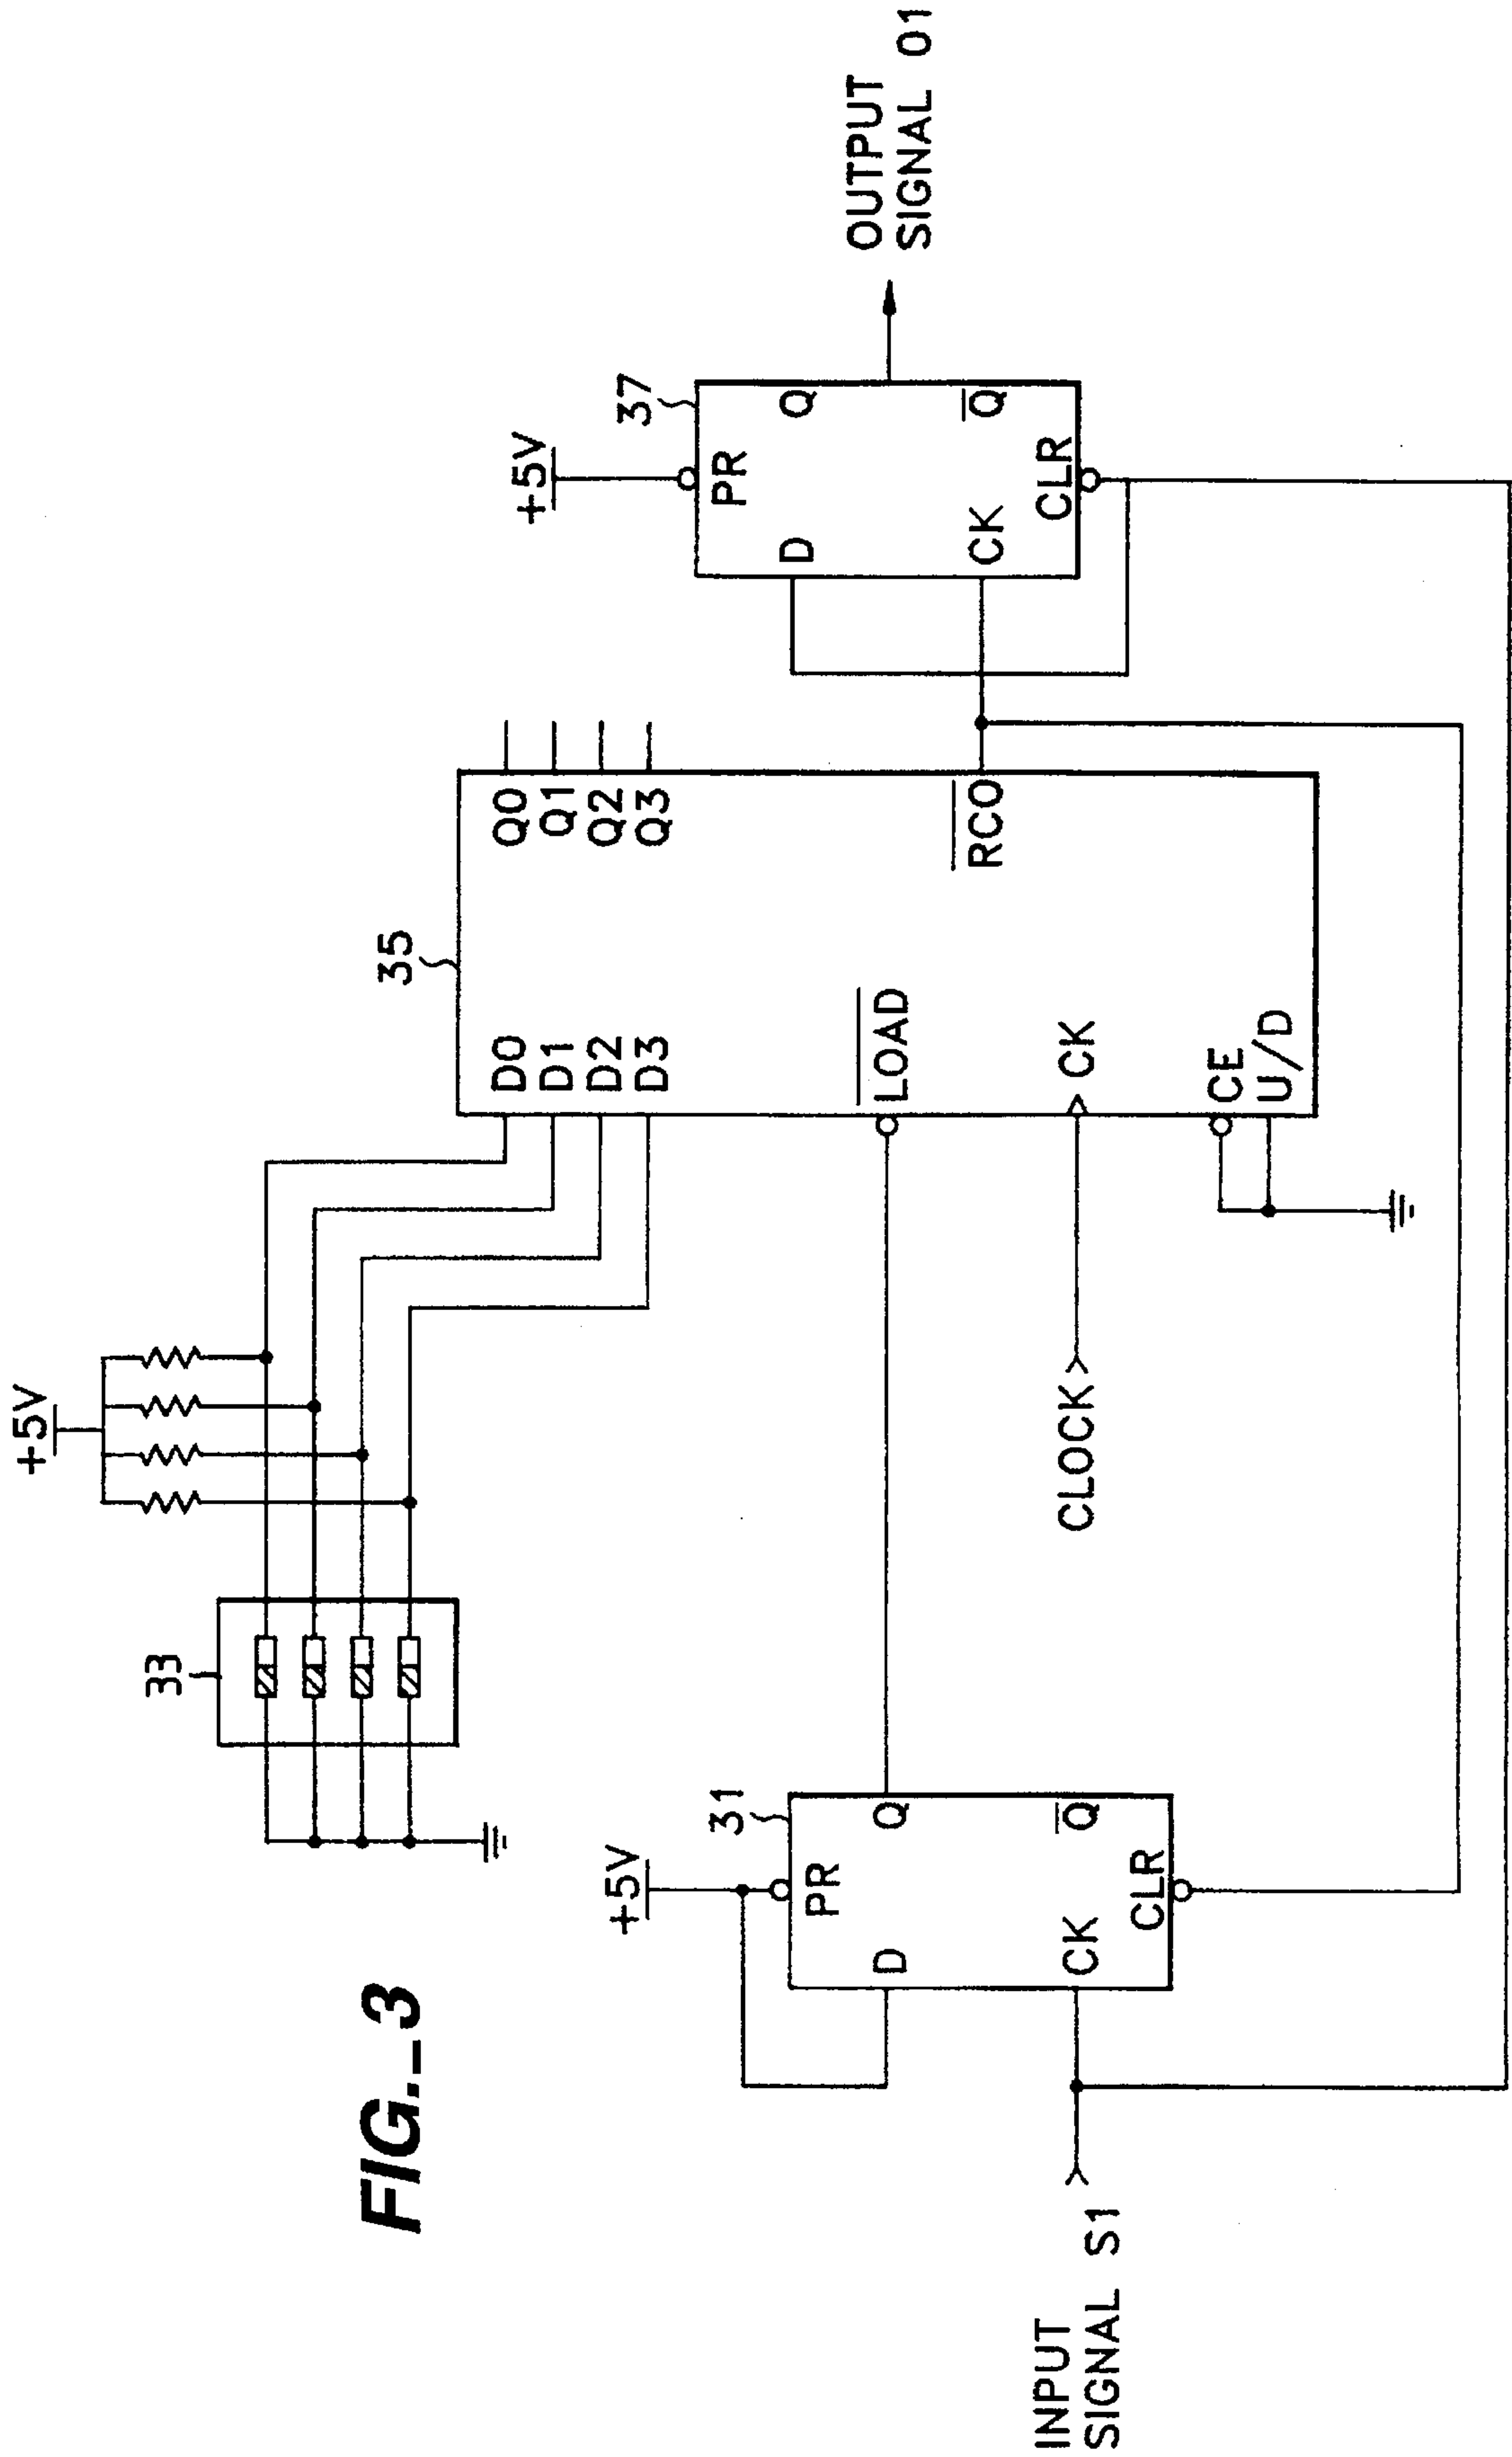 FIG._3
+5V
33
35
D0
D1
D2
D3
Q0
Q1
Q2
Q3
LOAD
CK
CE
U/D
RCO
CLOCK
+5V
31
PR
D
Q
CK
Q
CLR
+5V
37
PR
D
Q
CK
Q
CLR
INPUT
SIGNAL S1
OUTPUT
SIGNAL 01